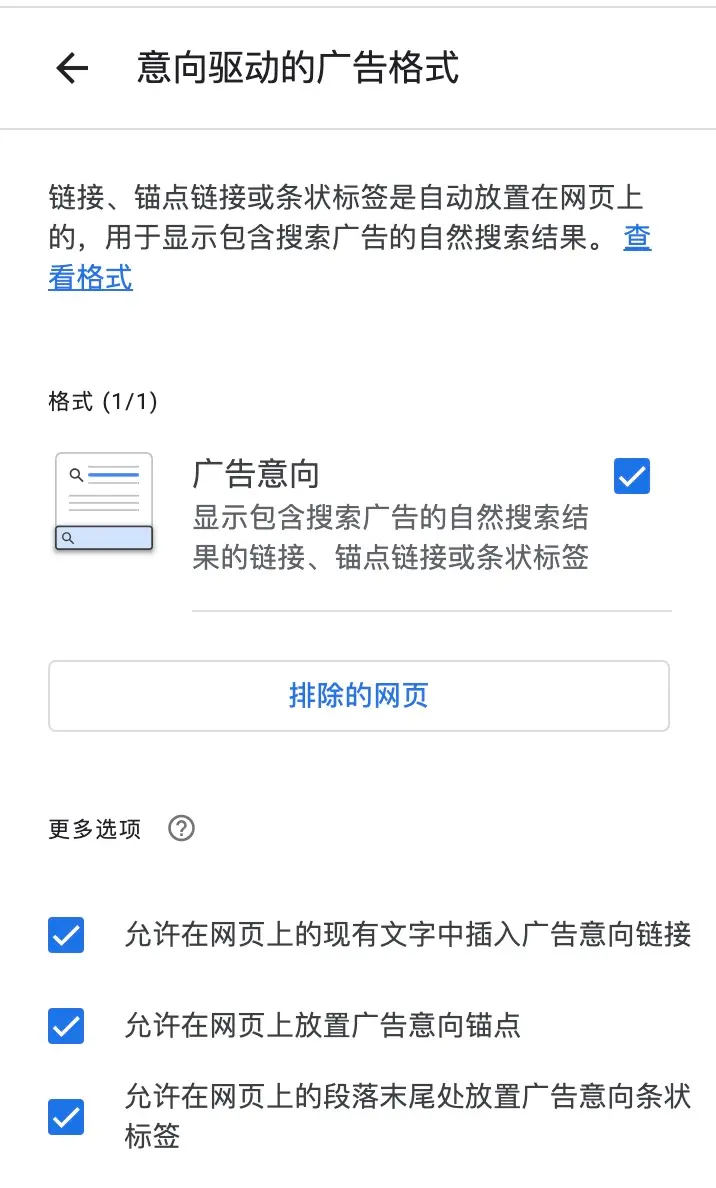 意向驱动的广告格式
链接、锚点链接或条状标签是自动放置在网页上
的，用于显示包含搜索广告的自然搜索结果。 查
看格式
格式 (1/1)
广告意向
显示包含搜索广告的自然搜索结
果的链接、锚点链接或条状标签
排除的网页
更多选项
允许在网页上的现有文字中插入广告意向链接
允许在网页上放置广告意向锚点
允许在网页上的段落末尾处放置广告意向条状
标签